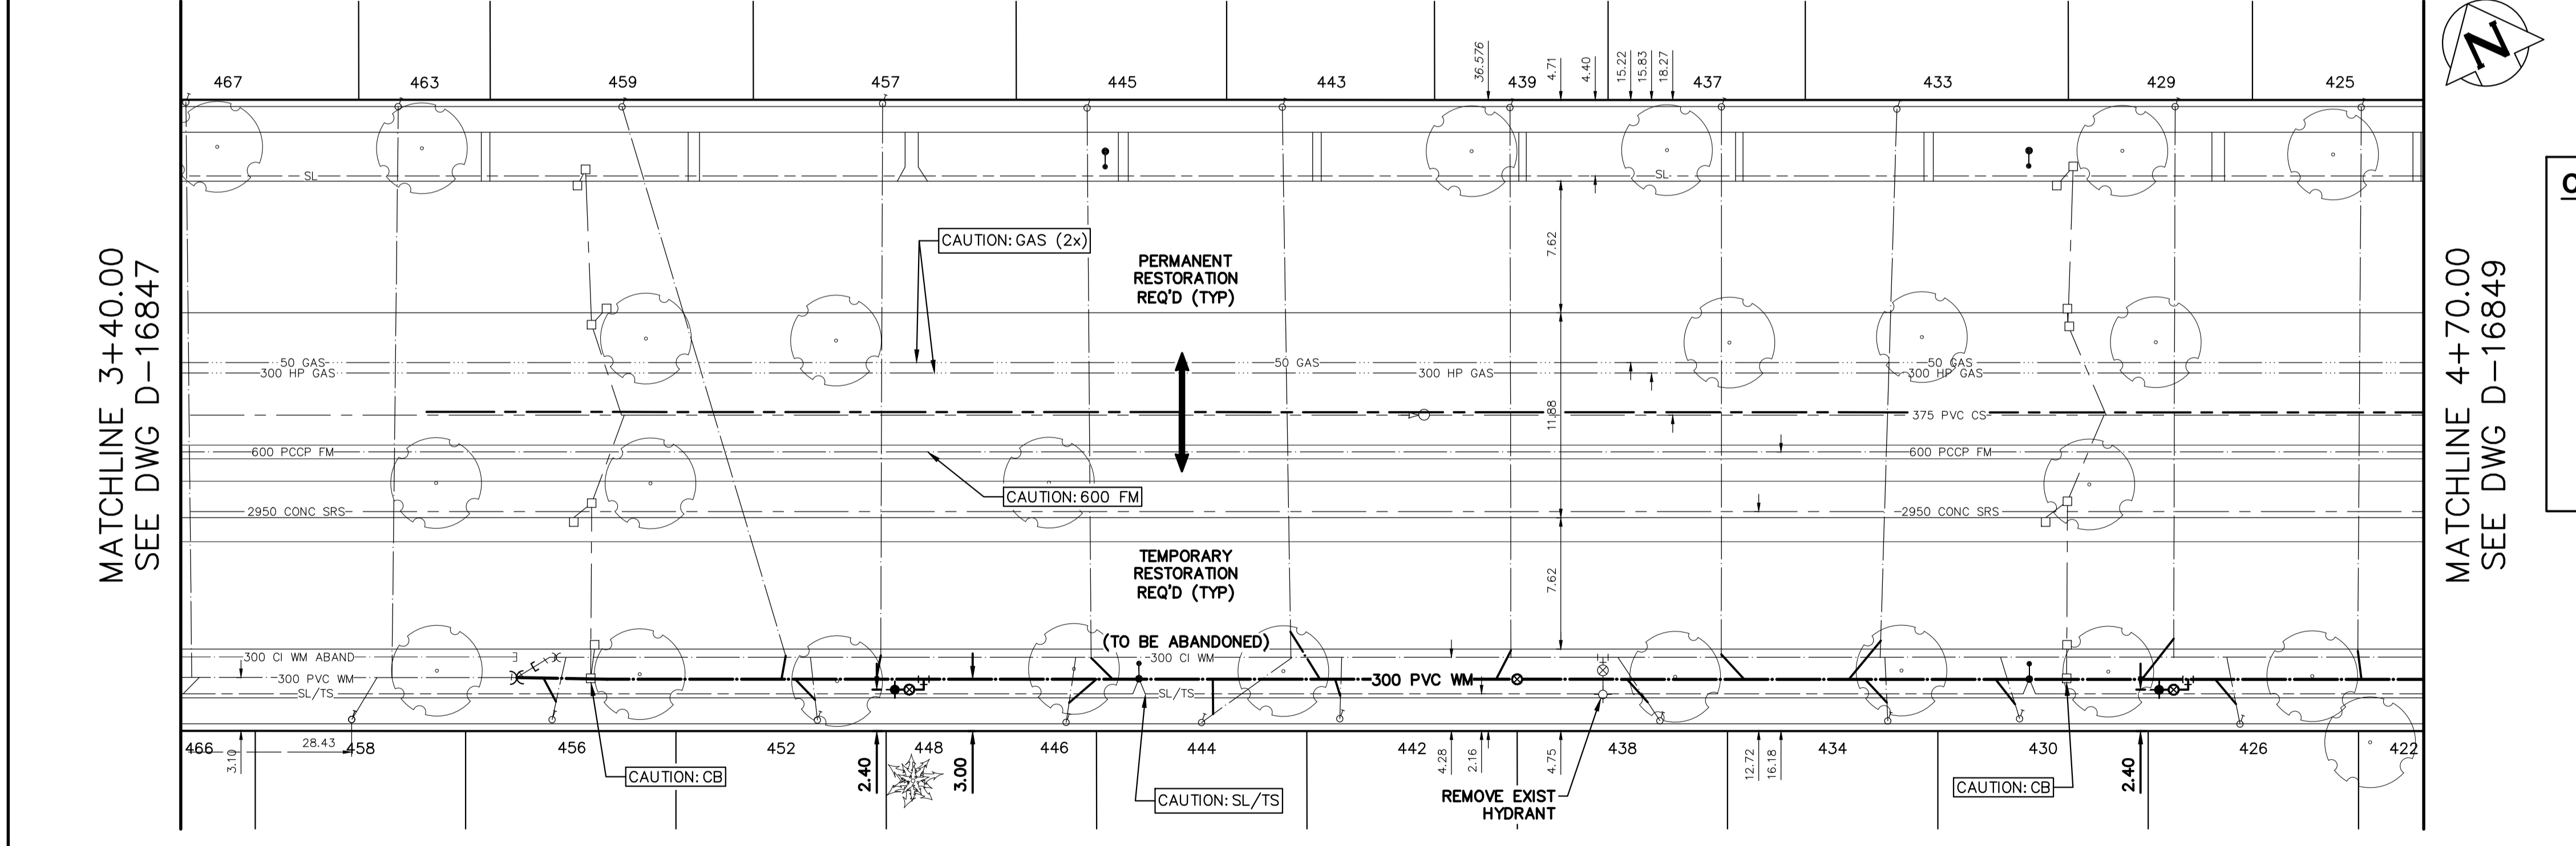 467
463
459
457
445
443
439
437
433
429
425
N
36.576
4.71
4.40
15.22
15.83
18.27
SL
SL
C
MATCHLINE 3+40.00
SEE DWG D-16847
MATCHLINE 4+70.00
SEE DWG D-16849
CAUTION: GAS (2x)
PERMANENT
RESTORATION
REQ'D (TYP)
7.62
50 GAS
300 HP GAS
50 GAS
300 HP GAS
50 GAS
300 HP GAS
11.88
375 PVC CS
600 PCCP FM
600 PCCP FM
CAUTION: 600 FM
2950 CONC SRS
2950 CONC SRS
TEMPORARY
RESTORATION
REQ'D (TYP)
7.62
(TO BE ABANDONED)
300 CI WM ABAND
300 CI WM
300 PVC WM
300 PVC WM
SL/TS
SL/TS
466
458
456
452
448
446
444
442
438
434
430
426
422
3.10
28.43
2.40
3.00
4.28
2.16
4.75
12.72
16.18
2.40
CAUTION: CB
CAUTION: SL/TS
REMOVE EXIST
HYDRANT
CAUTION: CB